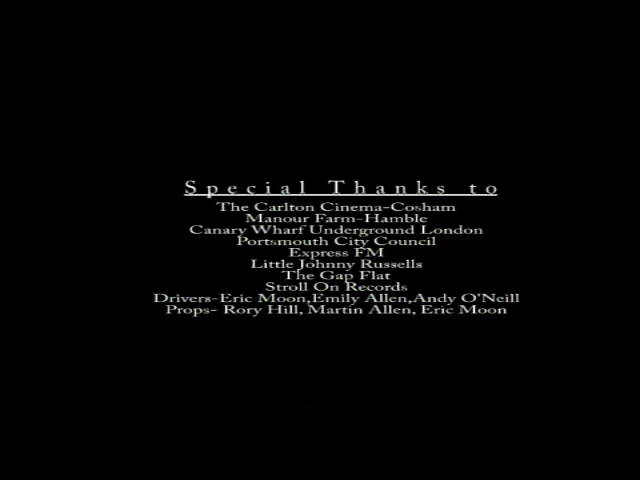 Special Thanks to
The Carlton Cinema-Cosham
Manour Farm-Hamble
Canary Wharf Underground London
Portsmouth City Council
Express FM
Little Johnny Russells
The Gap Flat
Stroll On Records
Drivers-Eric Moon,Emily Allen,Andy O'Neill
Props- Rory Hill, Martin Allen, Eric Moon